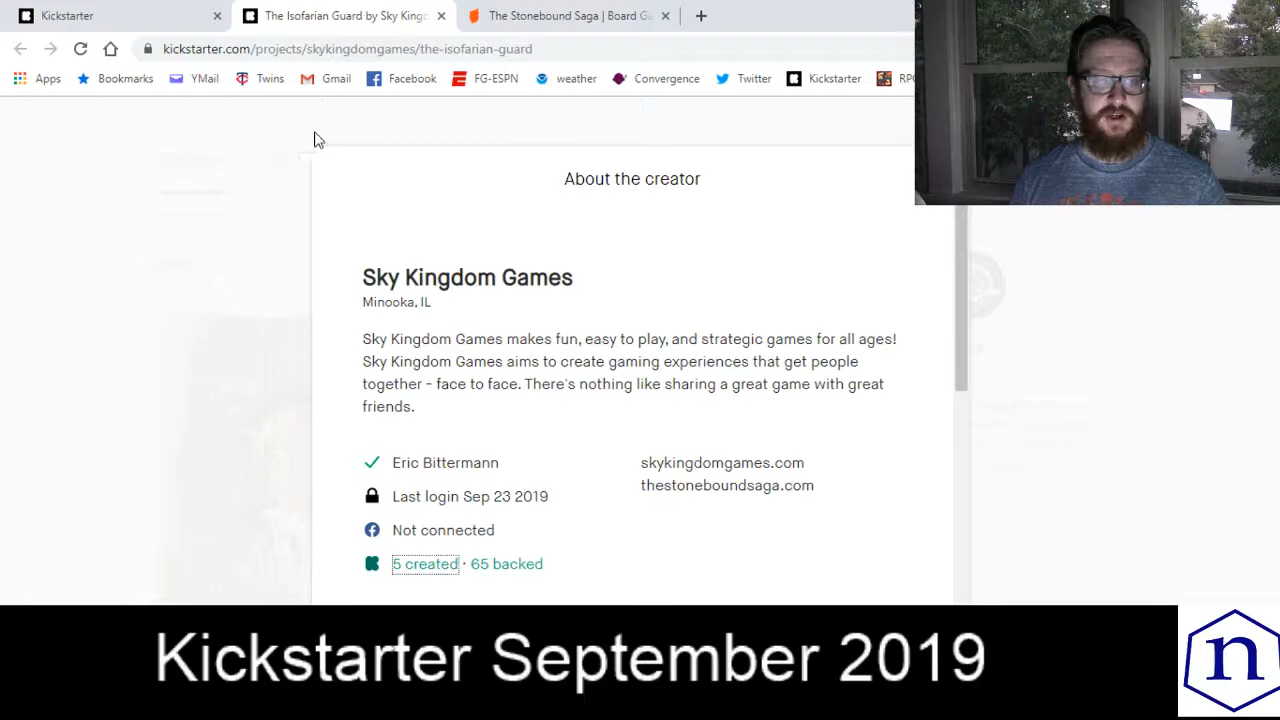 Kickstarter
The Isofarian Guard by Sky Kingd
The Stonebound Saga | Board Ga
kickstarter.com/projects/skykingdomgames/the-isofarian-guard
Apps
Bookmarks
YMail
Twins
Gmail
Facebook
FG-ESPN
weather
Convergence
Twitter
Kickstarter
RP
About the creator
Sky Kingdom Games
Minooka, IL
Sky Kingdom Games makes fun, easy to play, and strategic games for all ages!
Sky Kingdom Games aims to create gaming experiences that get people
together - face to face. There's nothing like sharing a great game with great
friends.
Eric Bittermann
Last login Sep 23 2019
Not connected
5 created · 65 backed
skykingdomgames.com
thestoneboundsaga.com
Kickstarter September 2019
n